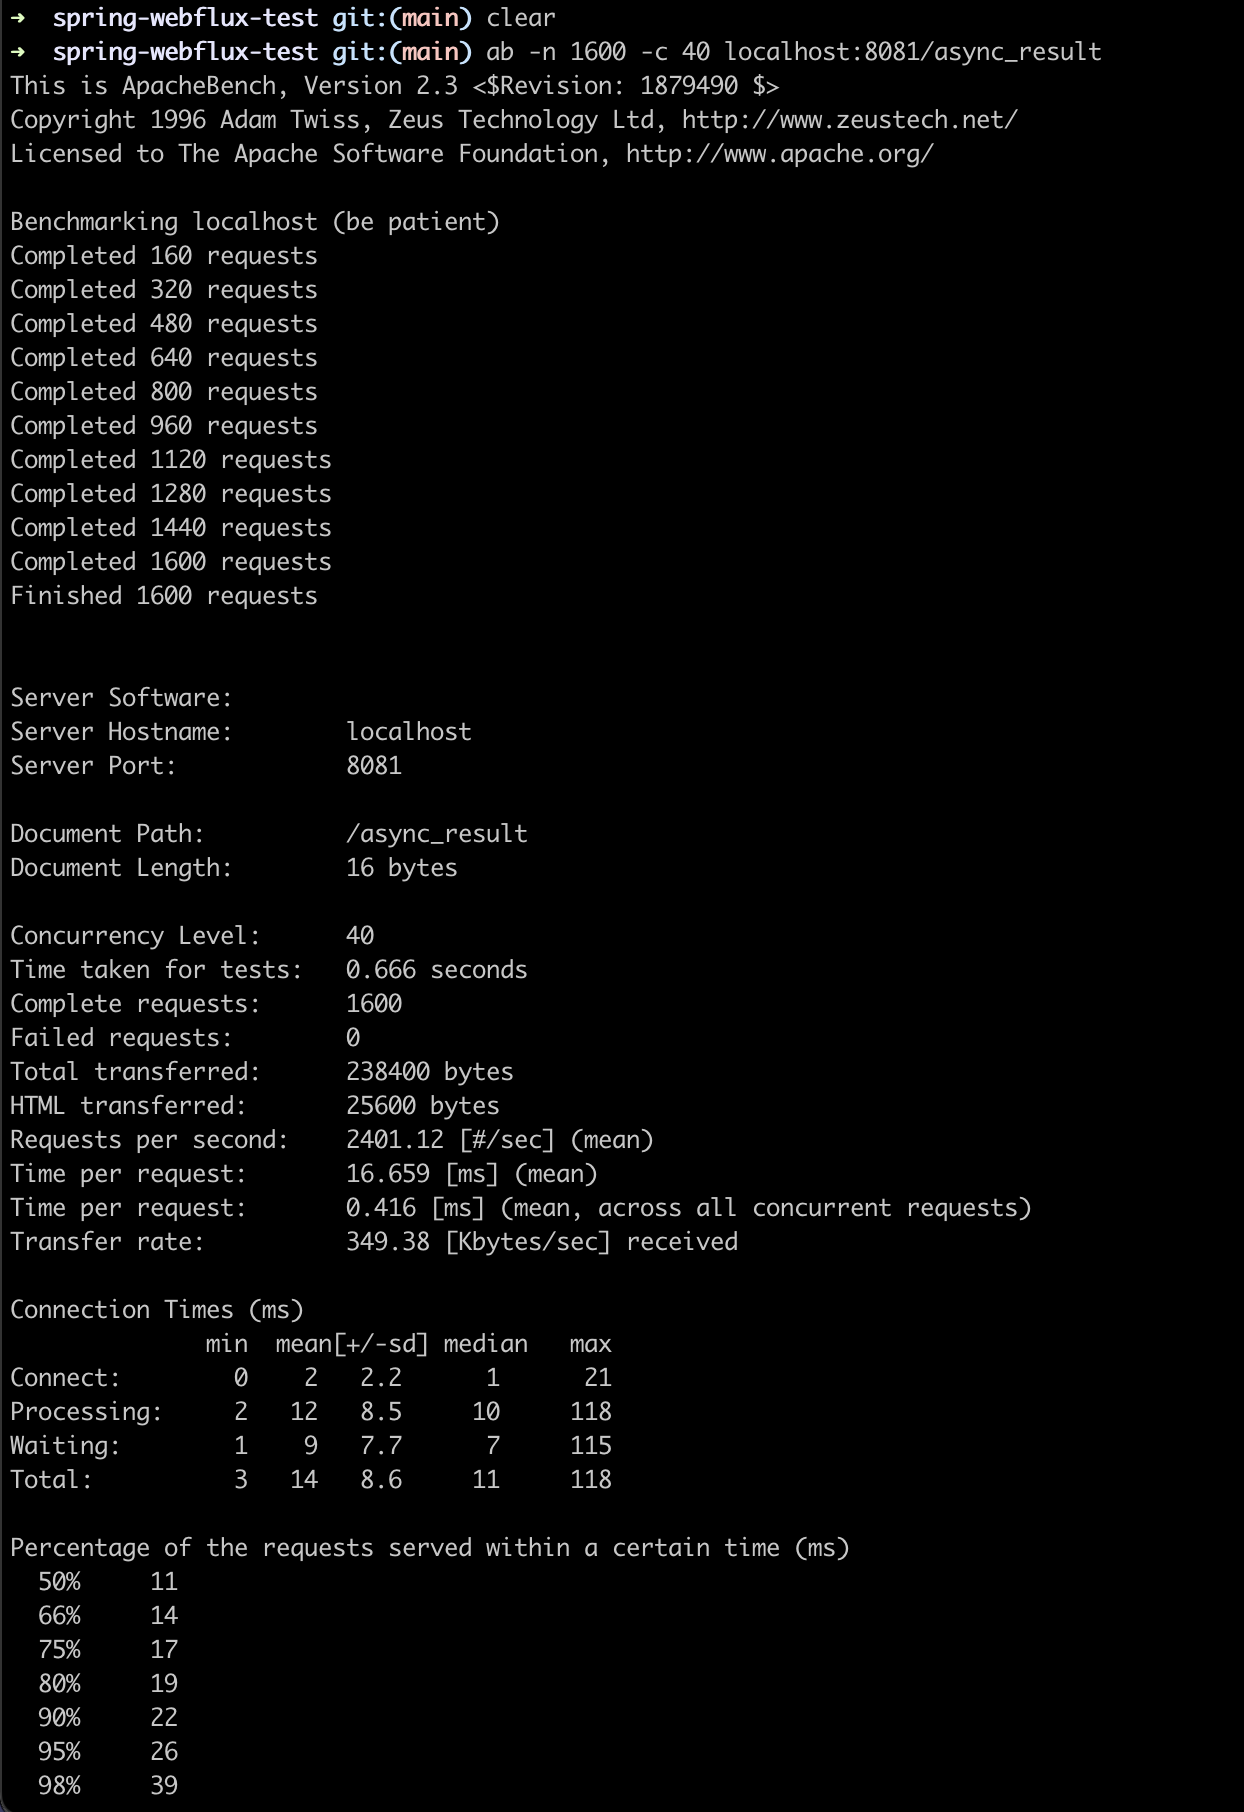 ➜  spring-webflux-test git:(main) clear
➜  spring-webflux-test git:(main) ab -n 1600 -c 40 localhost:8081/async_result
This is ApacheBench, Version 2.3 <$Revision: 1879490 $>
Copyright 1996 Adam Twiss, Zeus Technology Ltd, http://www.zeustech.net/
Licensed to The Apache Software Foundation, http://www.apache.org/

Benchmarking localhost (be patient)
Completed 160 requests
Completed 320 requests
Completed 480 requests
Completed 640 requests
Completed 800 requests
Completed 960 requests
Completed 1120 requests
Completed 1280 requests
Completed 1440 requests
Completed 1600 requests
Finished 1600 requests


Server Software:
Server Hostname:        localhost
Server Port:            8081

Document Path:          /async_result
Document Length:        16 bytes

Concurrency Level:      40
Time taken for tests:   0.666 seconds
Complete requests:      1600
Failed requests:        0
Total transferred:      238400 bytes
HTML transferred:       25600 bytes
Requests per second:    2401.12 [#/sec] (mean)
Time per request:       16.659 [ms] (mean)
Time per request:       0.416 [ms] (mean, across all concurrent requests)
Transfer rate:          349.38 [Kbytes/sec] received

Connection Times (ms)
              min  mean[+/-sd] median   max
Connect:        0    2   2.2      1      21
Processing:     2   12   8.5     10     118
Waiting:        1    9   7.7      7     115
Total:          3   14   8.6     11     118

Percentage of the requests served within a certain time (ms)
  50%     11
  66%     14
  75%     17
  80%     19
  90%     22
  95%     26
  98%     39